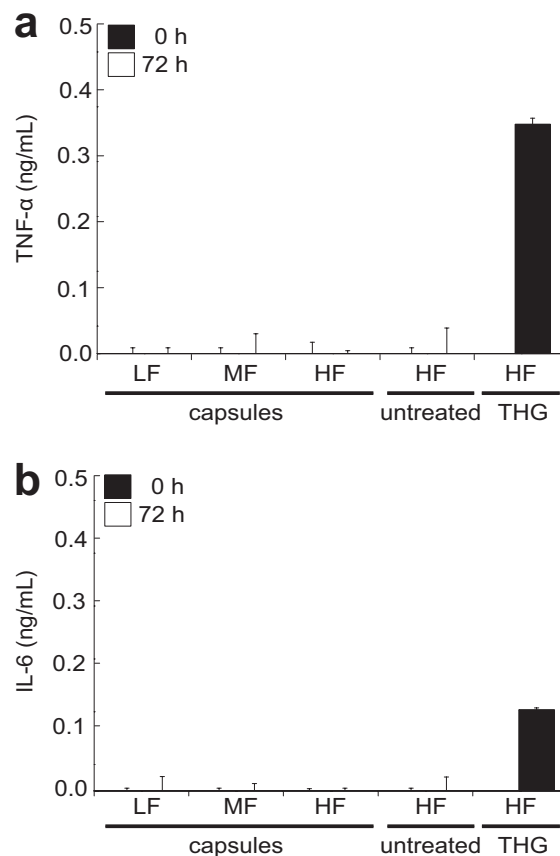 a
0 h
72 h
TNF-α (ng/mL)
0.5
0.4
0.3
0.2
0.1
0.0
LF MF HF HF HF
capsules untreated THG
b
0 h
72 h
IL-6 (ng/mL)
0.5
0.4
0.3
0.2
0.1
0.0
LF MF HF HF HF
capsules untreated THG